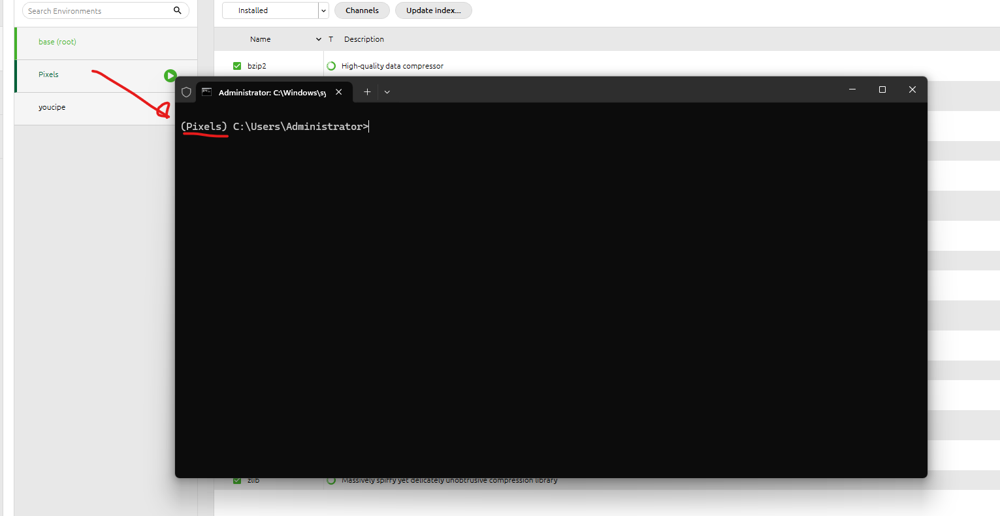 Search Environments
Installed
Channels
Update index...
base (root)
Name
T
Description
Pixels
bzip2
High-quality data compressor
youcipe
Administrator: C:\Windows\sy
(Pixels) C:\Users\Administrator>
zlib
Massively spiffy yet delicately unobtrusive compression library